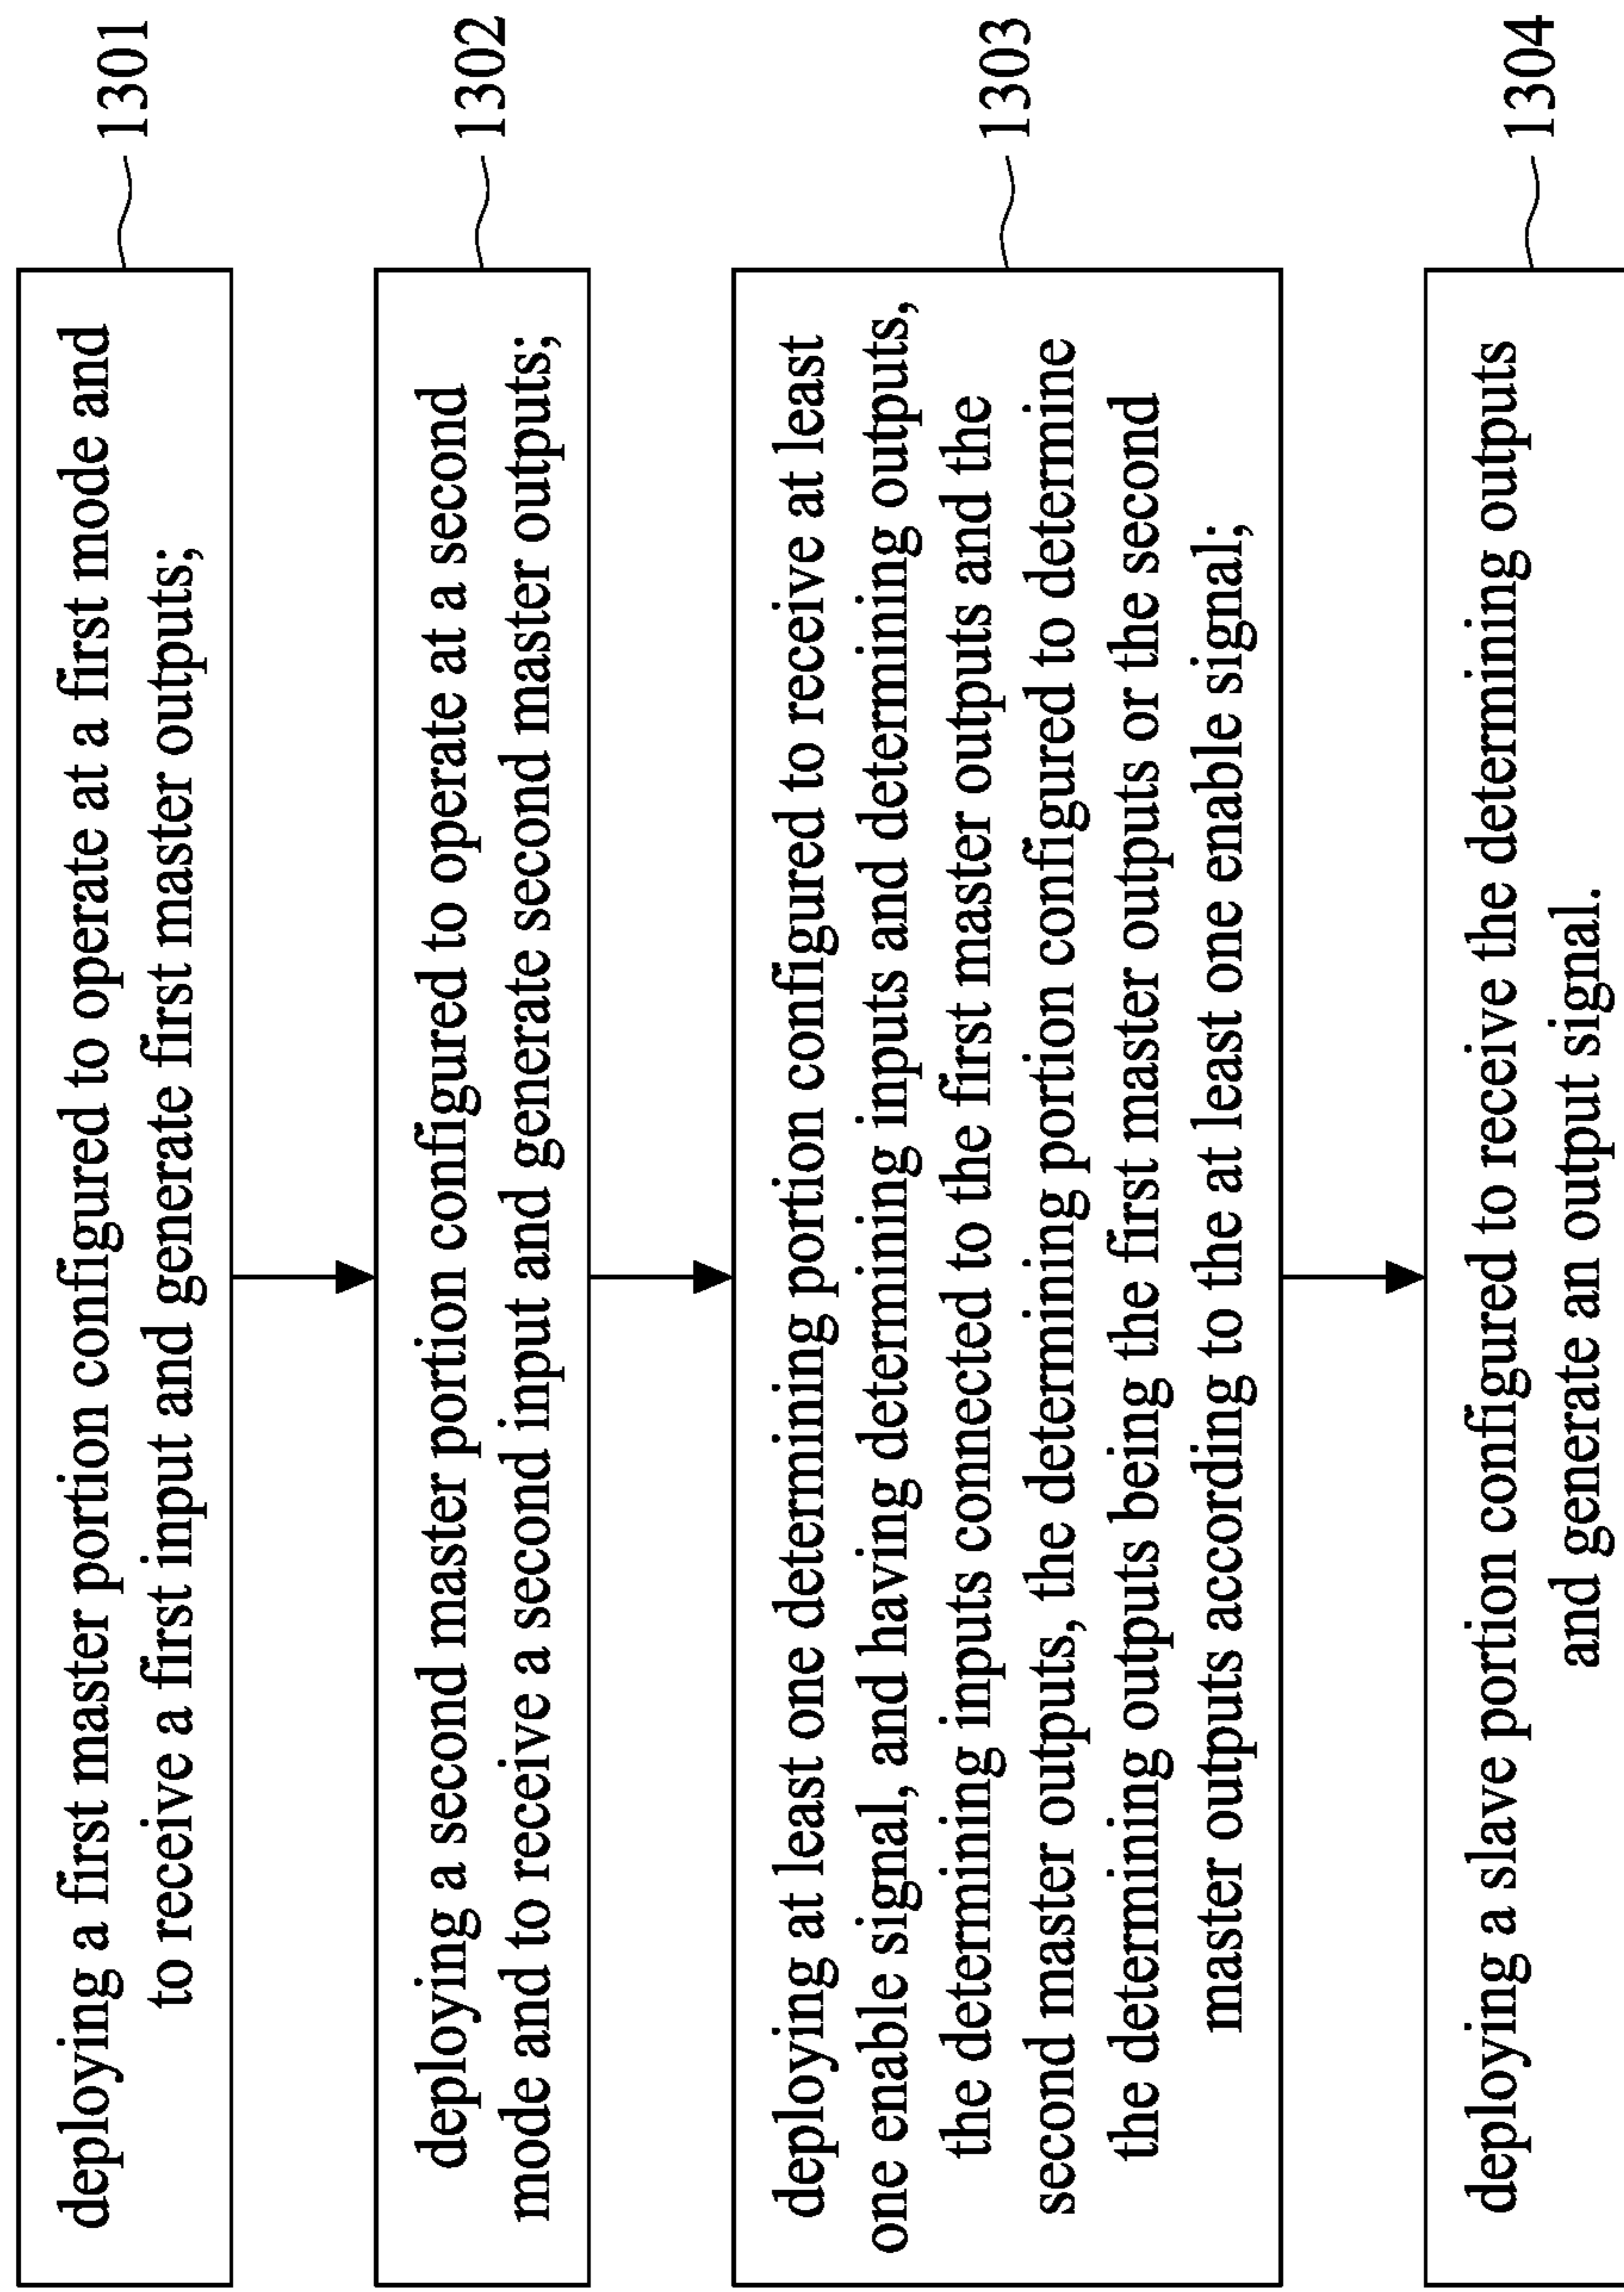 deploying a first master portion configured to operate at a first mode and
to receive a first input and generate first master outputs;
1301
deploying a second master portion configured to operate at a second
mode and to receive a second input and generate second master outputs;
1302
deploying at least one determining portion configured to receive at least
one enable signal, and having determining inputs and determining outputs,
the determining inputs connected to the first master outputs and the
second master outputs, the determining portion configured to determine
the determining outputs being the first master outputs or the second
master outputs according to the at least one enable signal;
1303
deploying a slave portion configured to receive the determining outputs
and generate an output signal.
1304